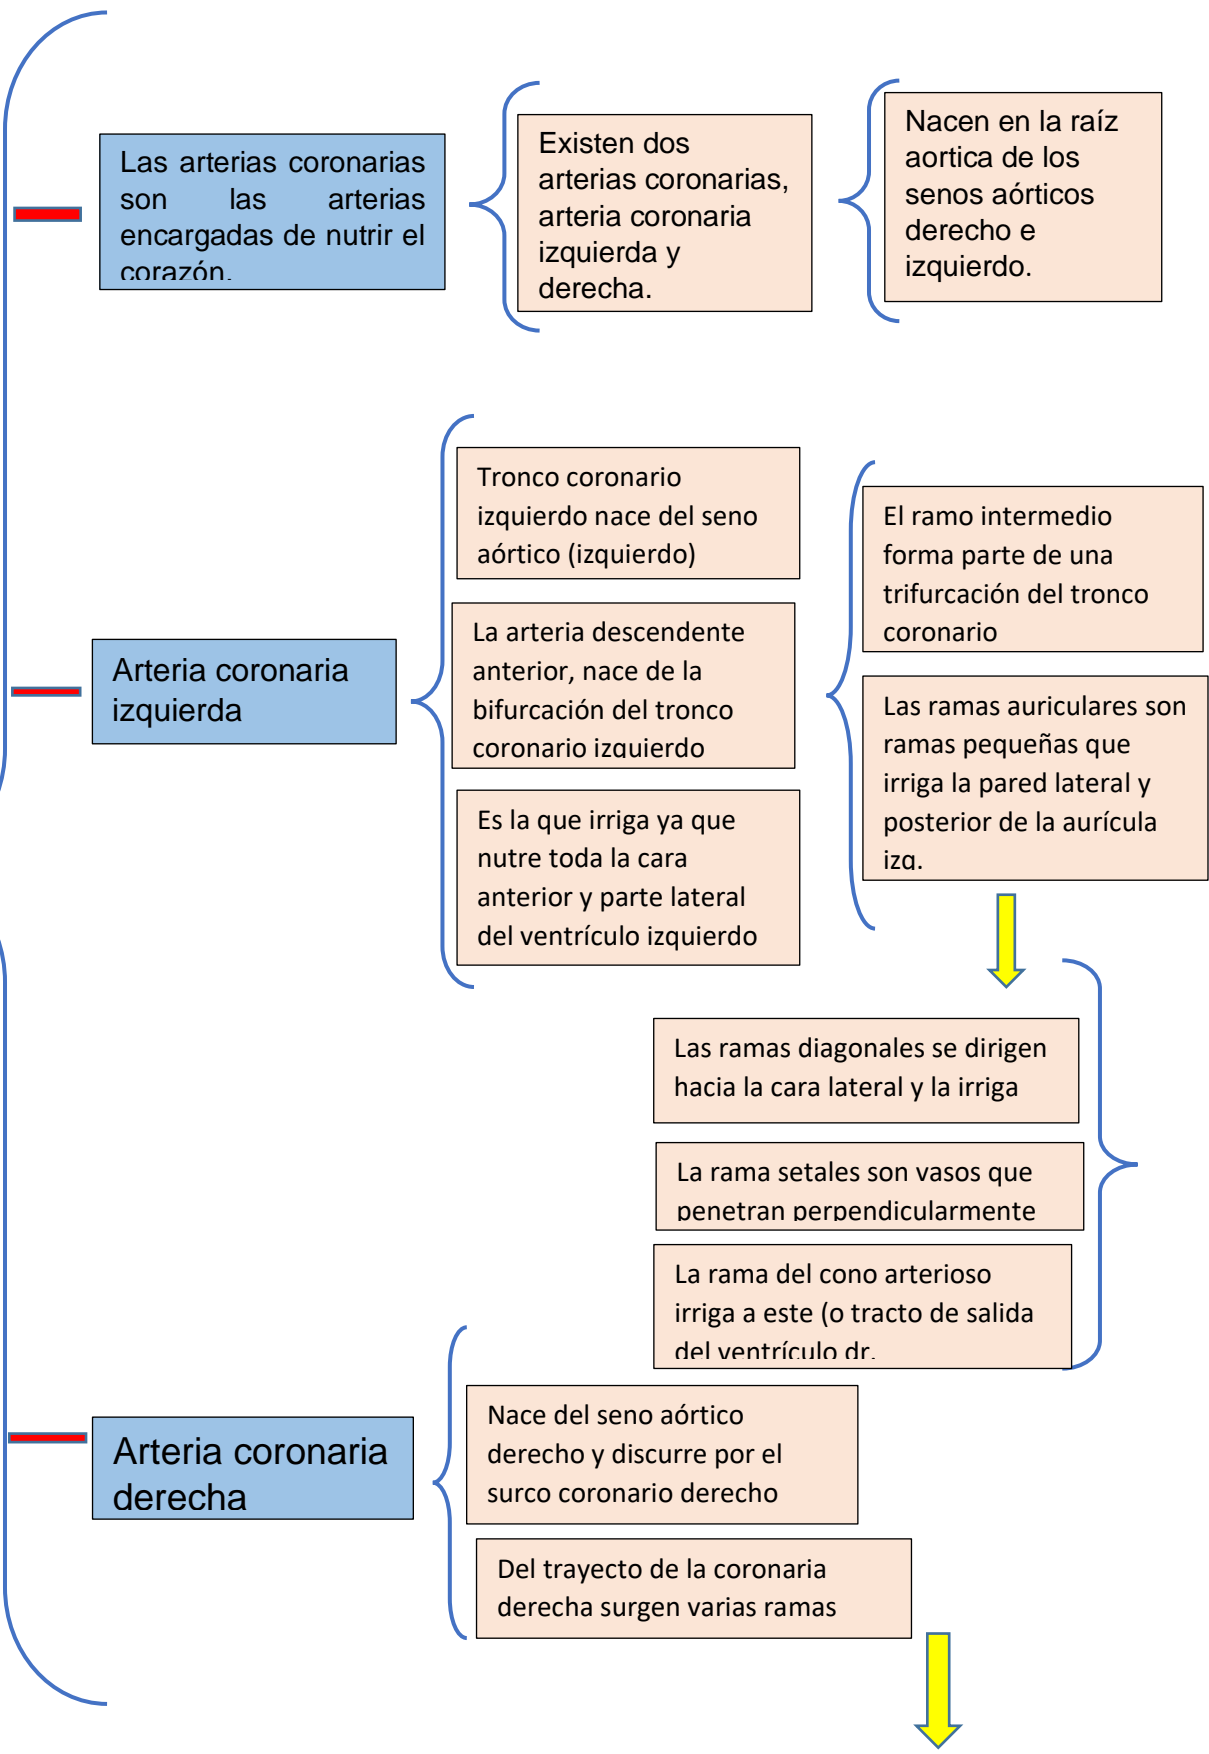 Las arterias coronarias
son las arterias
encargadas de nutrir el
corazón.
Existen dos
arterias coronarias,
arteria coronaria
izquierda y
derecha.
Nacen en la raíz
aortica de los
senos aórticos
derecho e
izquierdo.
Arteria coronaria
izquierda
Tronco coronario
izquierdo nace del seno
aórtico (izquierdo)
La arteria descendente
anterior, nace de la
bifurcación del tronco
coronario izquierdo
Es la que irriga ya que
nutre toda la cara
anterior y parte lateral
del ventrículo izquierdo
El ramo intermedio
forma parte de una
trifurcación del tronco
coronario
Las ramas auriculares son
ramas pequeñas que
irriga la pared lateral y
posterior de la aurícula
izq.
Las ramas diagonales se dirigen
hacia la cara lateral y la irriga
La rama setales son vasos que
penetran perpendicularmente
La rama del cono arterioso
irriga a este (o tracto de salida
del ventrículo dr.
Arteria coronaria
derecha
Nace del seno aórtico
derecho y discurre por el
surco coronario derecho
Del trayecto de la coronaria
derecha surgen varias ramas